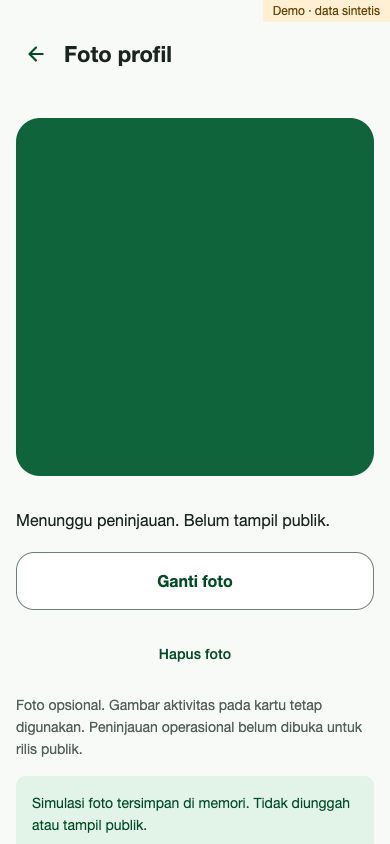 Demo · data sintetis
Foto profil
Menunggu peninjauan. Belum tampil publik.
Ganti foto
Hapus foto
Foto opsional. Gambar aktivitas pada kartu tetap
digunakan. Peninjauan operasional belum dibuka untuk
rilis publik.
Simulasi foto tersimpan di memori. Tidak diunggah
atau tampil publik.